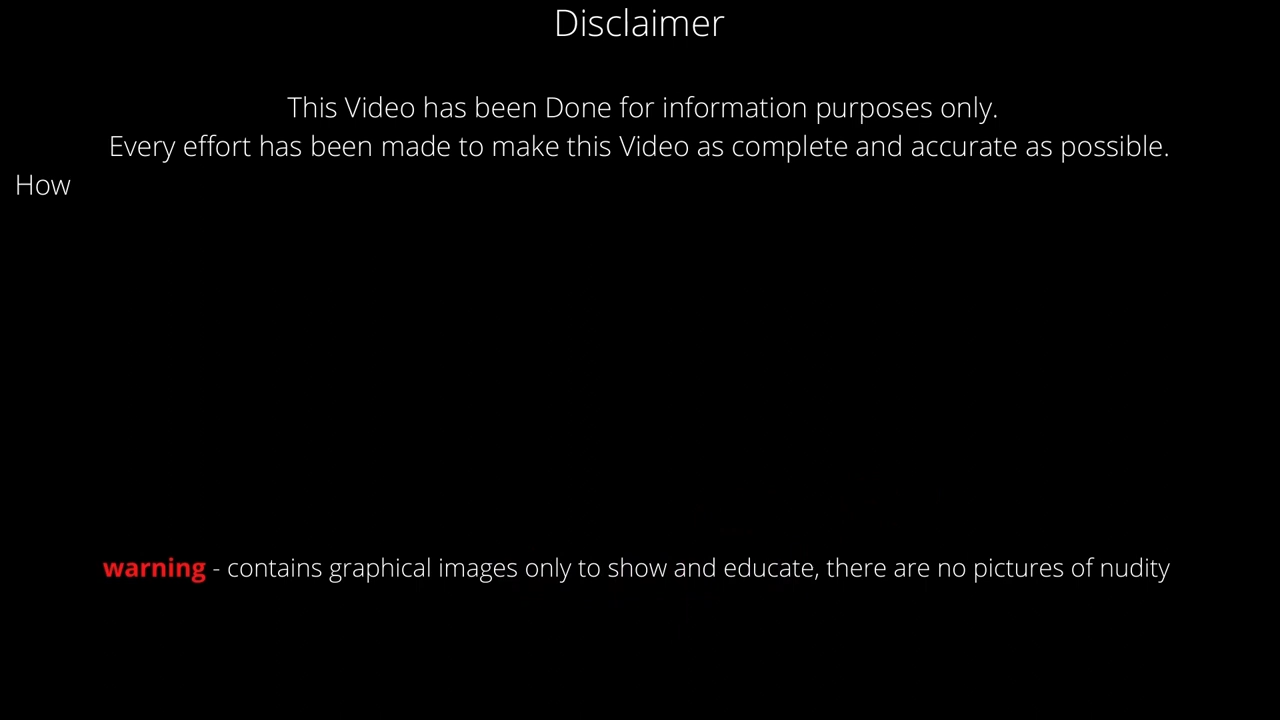 Disclaimer
This Video has been Done for information purposes only.
Every effort has been made to make this Video as complete and accurate as possible.
How
warning - contains graphical images only to show and educate, there are no pictures of nudity